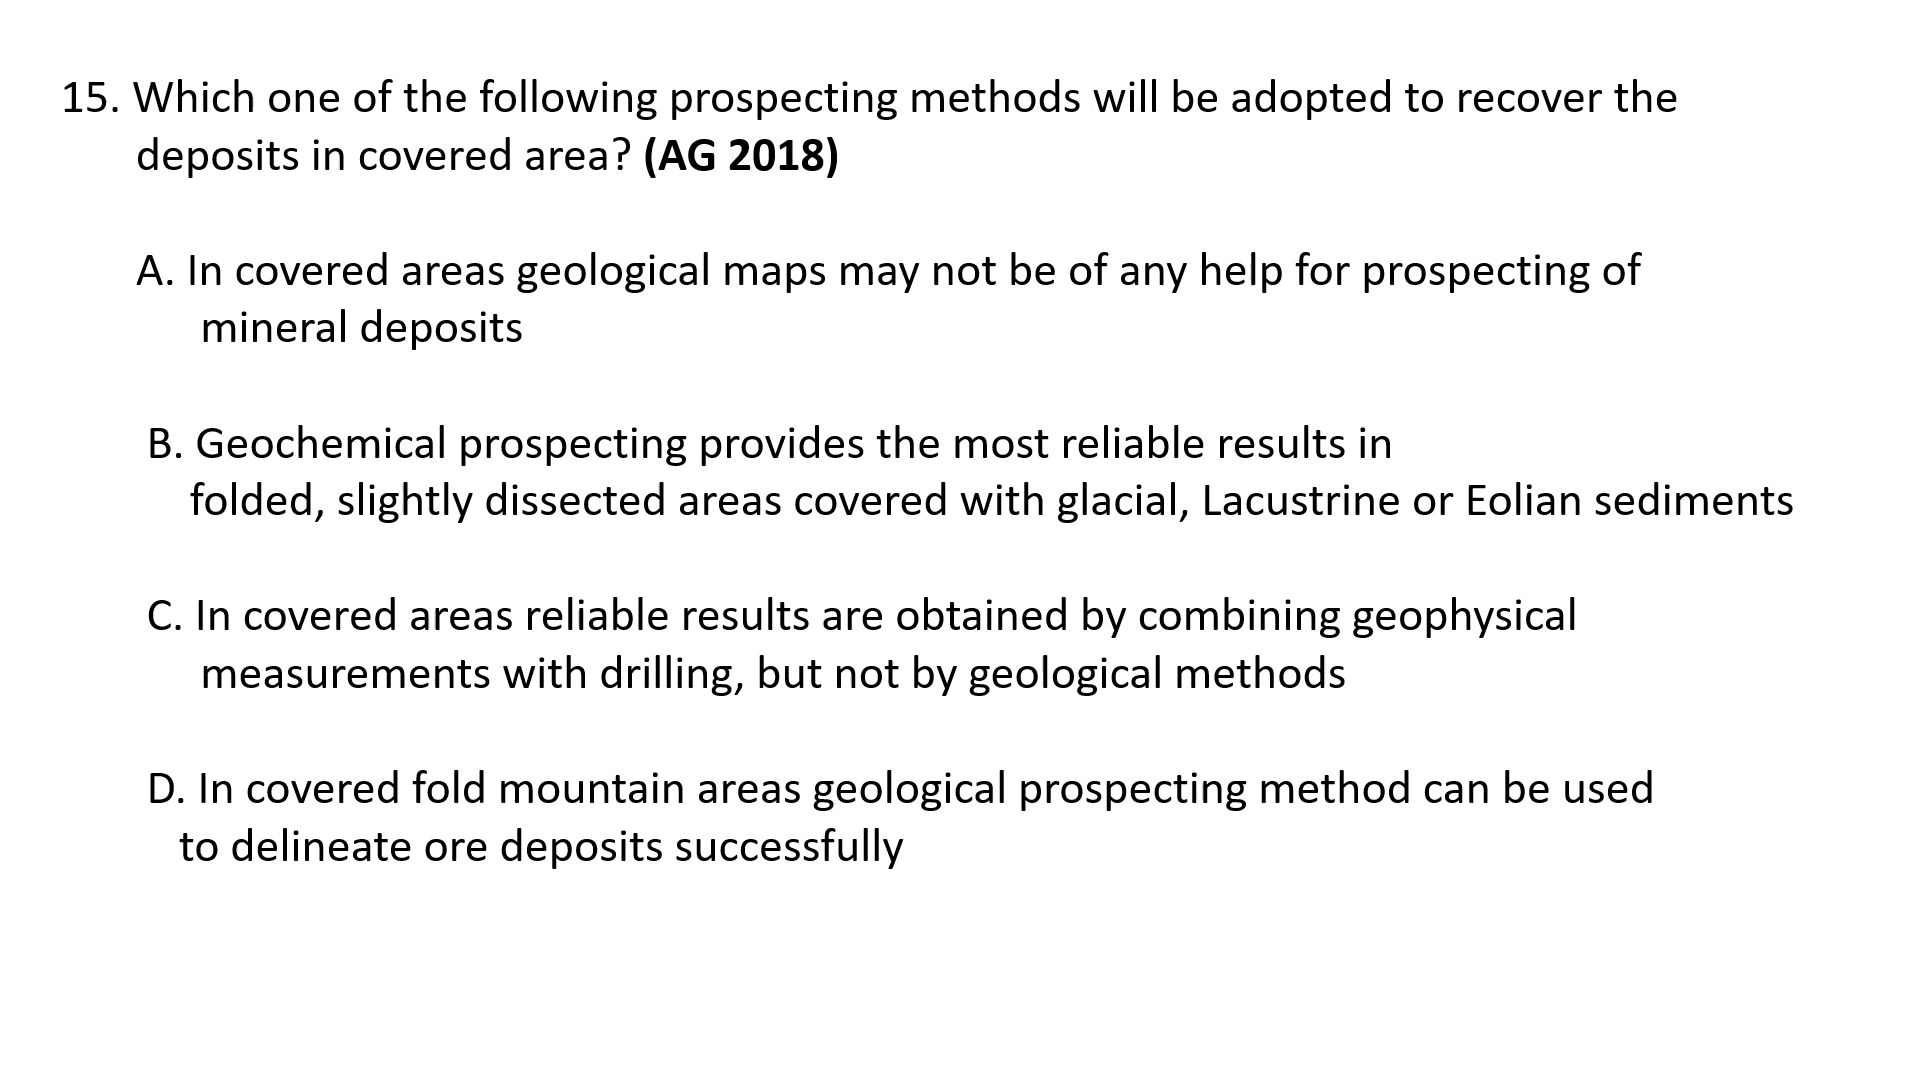 15. Which one of the following prospecting methods will be adopted to recover the
deposits in covered area? (AG 2018)
A. In covered areas geological maps may not be of any help for prospecting of
mineral deposits
B. Geochemical prospecting provides the most reliable results in
folded, slightly dissected areas covered with glacial, Lacustrine or Eolian sediments
C. In covered areas reliable results are obtained by combining geophysical
measurements with drilling, but not by geological methods
D. In covered fold mountain areas geological prospecting method can be used
to delineate ore deposits successfully